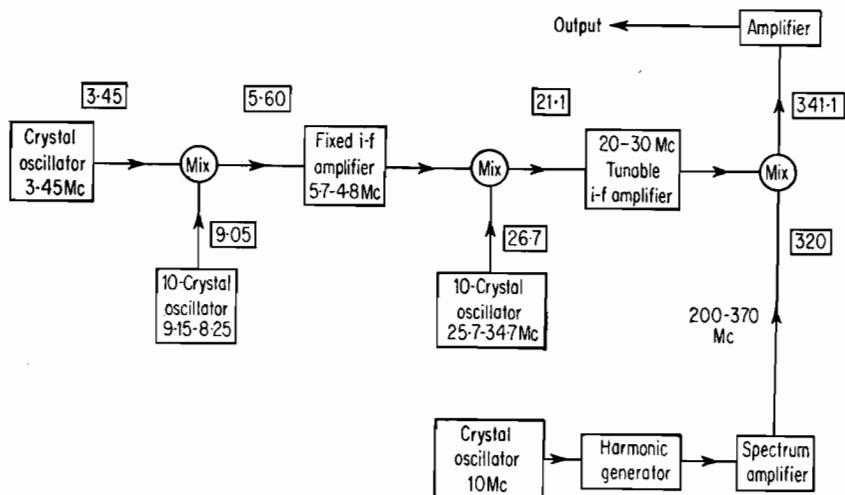 Output
Amplifier
3·45
5·60
21·1
341·1
Crystal
oscillator
3·45Mc
Mix
Fixed i-f
amplifier
5·7-4·8Mc
Mix
20-30 Mc
Tunable
i-f amplifier
Mix
9·05
26·7
320
10-Crystal
oscillator
9·15-8·25
10-Crystal
oscillator
25·7-34·7Mc
200-370
Mc
Crystal
oscillator
10Mc
Harmonic
generator
Spectrum
amplifier